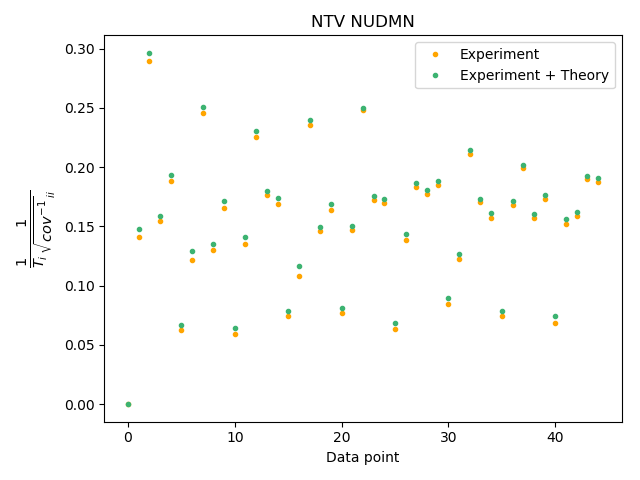 NTV NUDMN
Experiment
Experiment + Theory
0.30
0.25
0.20
0.15
0.10
0.05
0.00
0 10 20 30 40
Data point
1/T_i 1/√cov⁻¹_ii